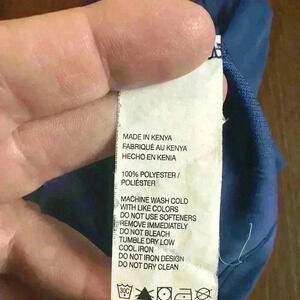 MADE IN KENYA
FABRIQUÉ AU KENYA
HECHO EN KENIA
100% POLYESTER /
POLIÉSTER
MACHINE WASH COLD
WITH LIKE COLORS
DO NOT USE SOFTENERS
REMOVE IMMEDIATELY
DO NOT BLEACH
TUMBLE DRY LOW
COOL IRON
DO NOT IRON DESIGN
DO NOT DRY CLEAN
30C